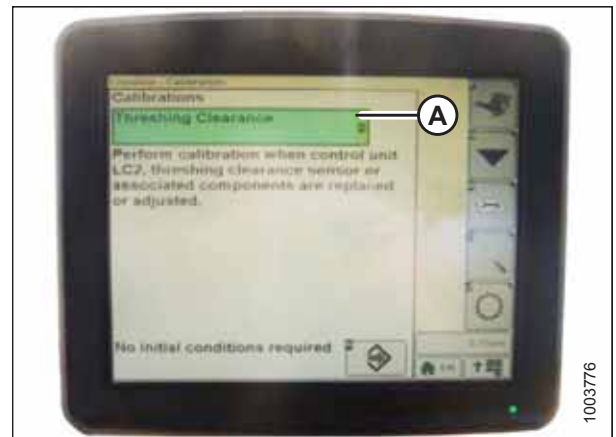 Calibrations
Threshing Clearance
A
Perform calibration when control unit
LC2, threshing clearance sensor or
associated components are replaced
or adjusted.
No initial conditions required
1003776